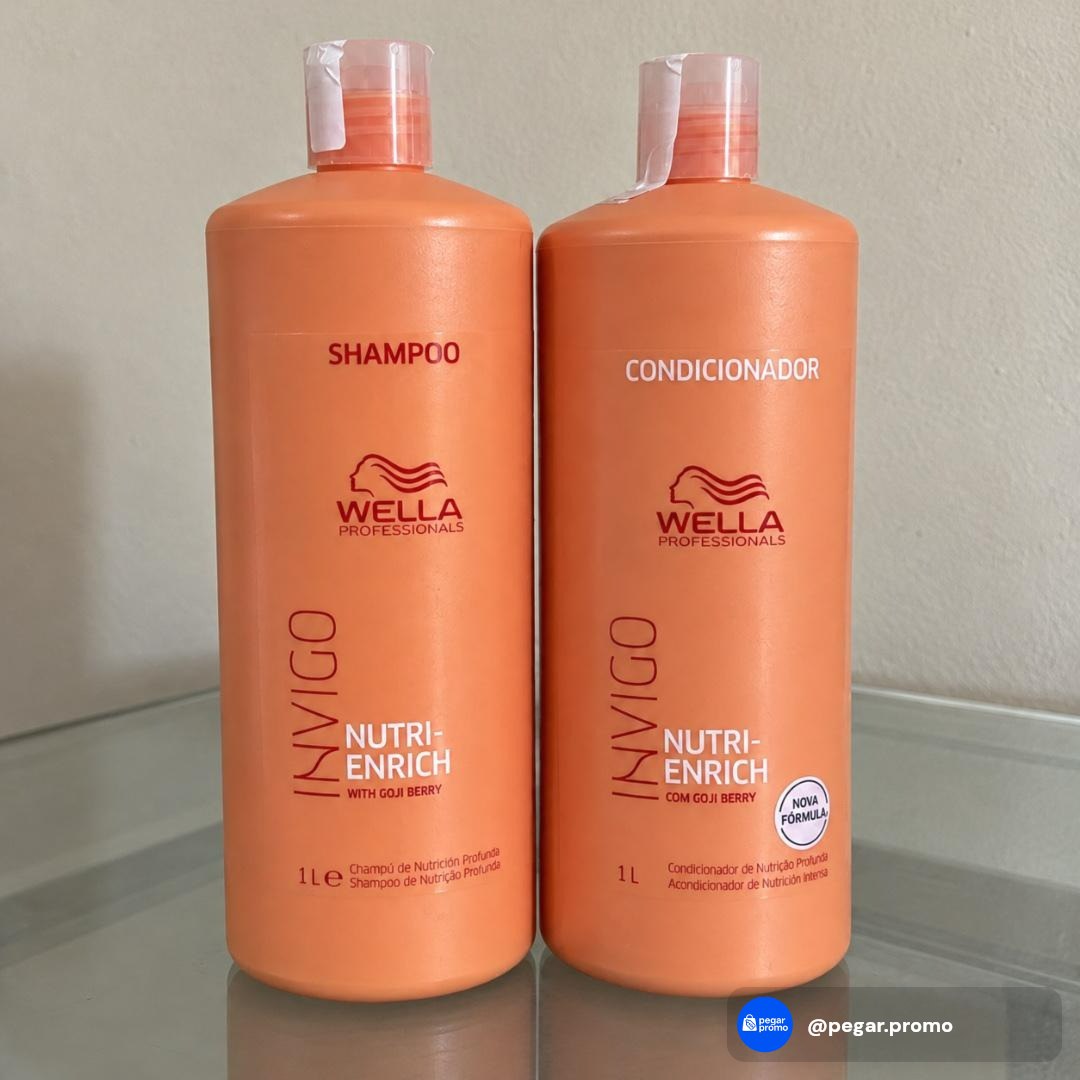 SHAMPOO
WELLA
PROFESSIONALS
INVIGO
NUTRI-
ENRICH
WITH GOJI BERRY
1L e
Champú de Nutrición Profunda
Shampoo de Nutrição Profunda
CONDICIONADOR
WELLA
PROFESSIONALS
INVIGO
NUTRI-
ENRICH
COM GOJI BERRY
NOVA
FÓRMULA
1 L
Condicionador de Nutrição Profunda
Acondicionador de Nutrición Intensa
pegar
promo
@pegar.promo